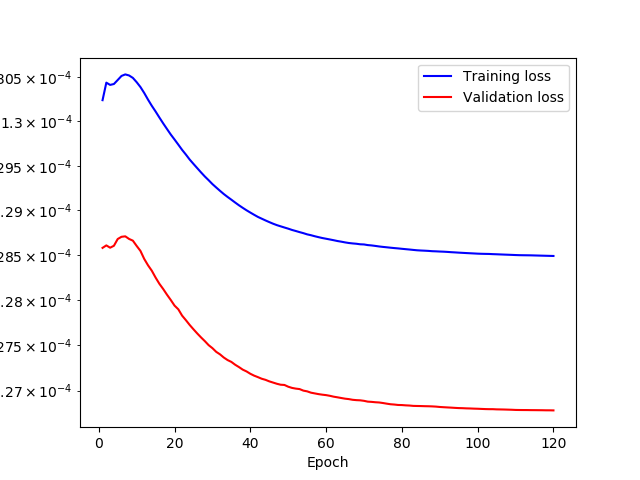 Training loss
Validation loss
305 × 10⁻⁴
1.3 × 10⁻⁴
295 × 10⁻⁴
.29 × 10⁻⁴
285 × 10⁻⁴
.28 × 10⁻⁴
275 × 10⁻⁴
.27 × 10⁻⁴
0 20 40 60 80 100 120
Epoch